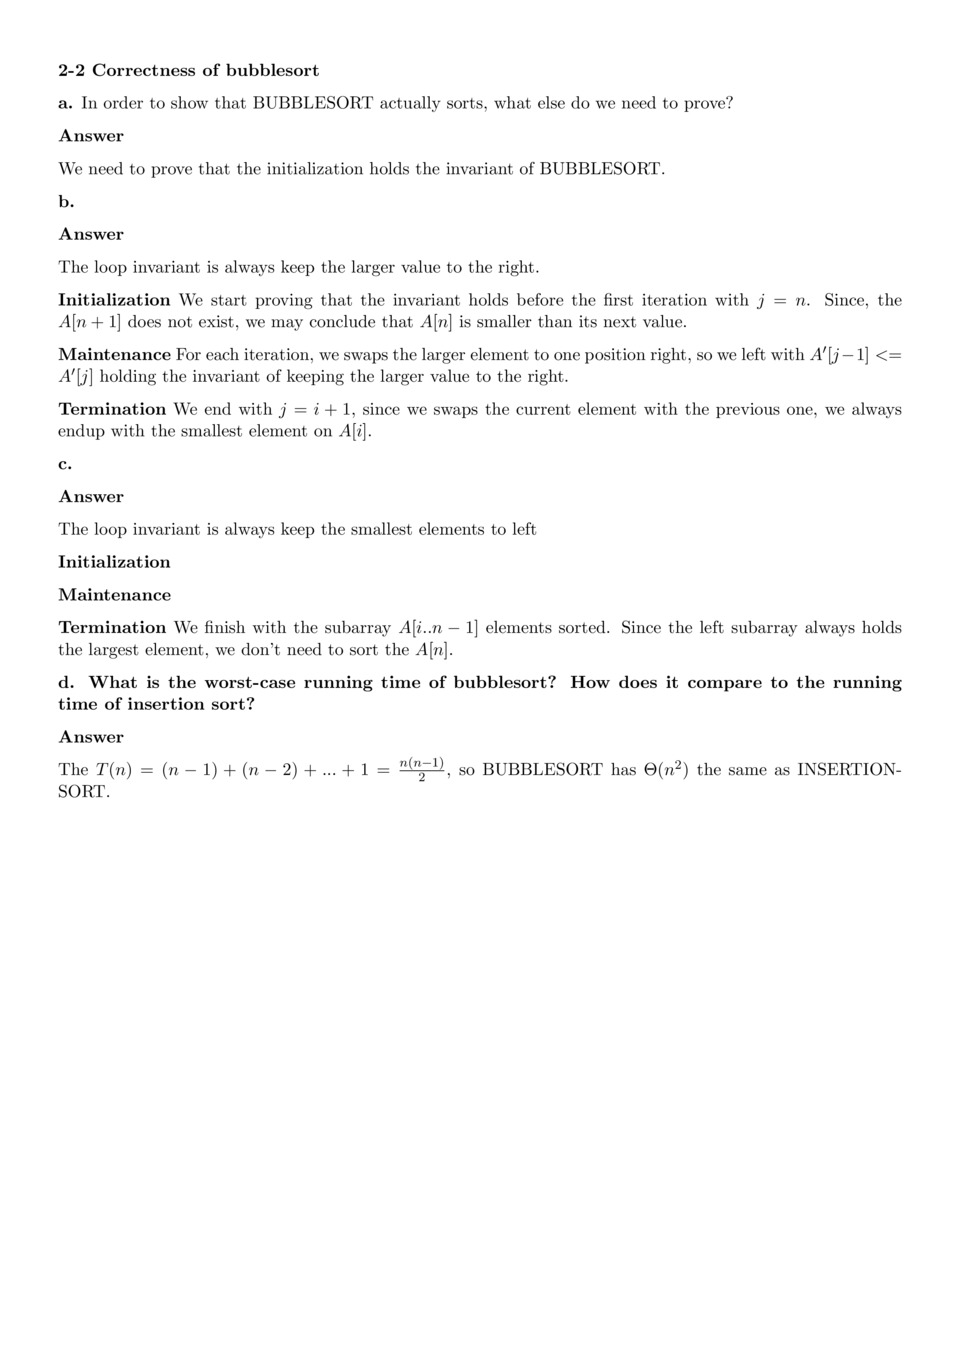 2-2 Correctness of bubblesort
a. In order to show that BUBBLESORT actually sorts, what else do we need to prove?
Answer
We need to prove that the initialization holds the invariant of BUBBLESORT.
b.
Answer
The loop invariant is always keep the larger value to the right.
Initialization We start proving that the invariant holds before the first iteration with j = n. Since, the
A[n + 1] does not exist, we may conclude that A[n] is smaller than its next value.
Maintenance For each iteration, we swaps the larger element to one position right, so we left with A′[j−1] <=
A′[j] holding the invariant of keeping the larger value to the right.
Termination We end with j = i + 1, since we swaps the current element with the previous one, we always
endup with the smallest element on A[i].
c.
Answer
The loop invariant is always keep the smallest elements to left
Initialization
Maintenance
Termination We finish with the subarray A[i..n − 1] elements sorted. Since the left subarray always holds
the largest element, we don't need to sort the A[n].
d. What is the worst-case running time of bubblesort? How does it compare to the running
time of insertion sort?
Answer
The T(n) = (n − 1) + (n − 2) + ... + 1 = n(n−1)/2, so BUBBLESORT has Θ(n²) the same as INSERTION-
SORT.